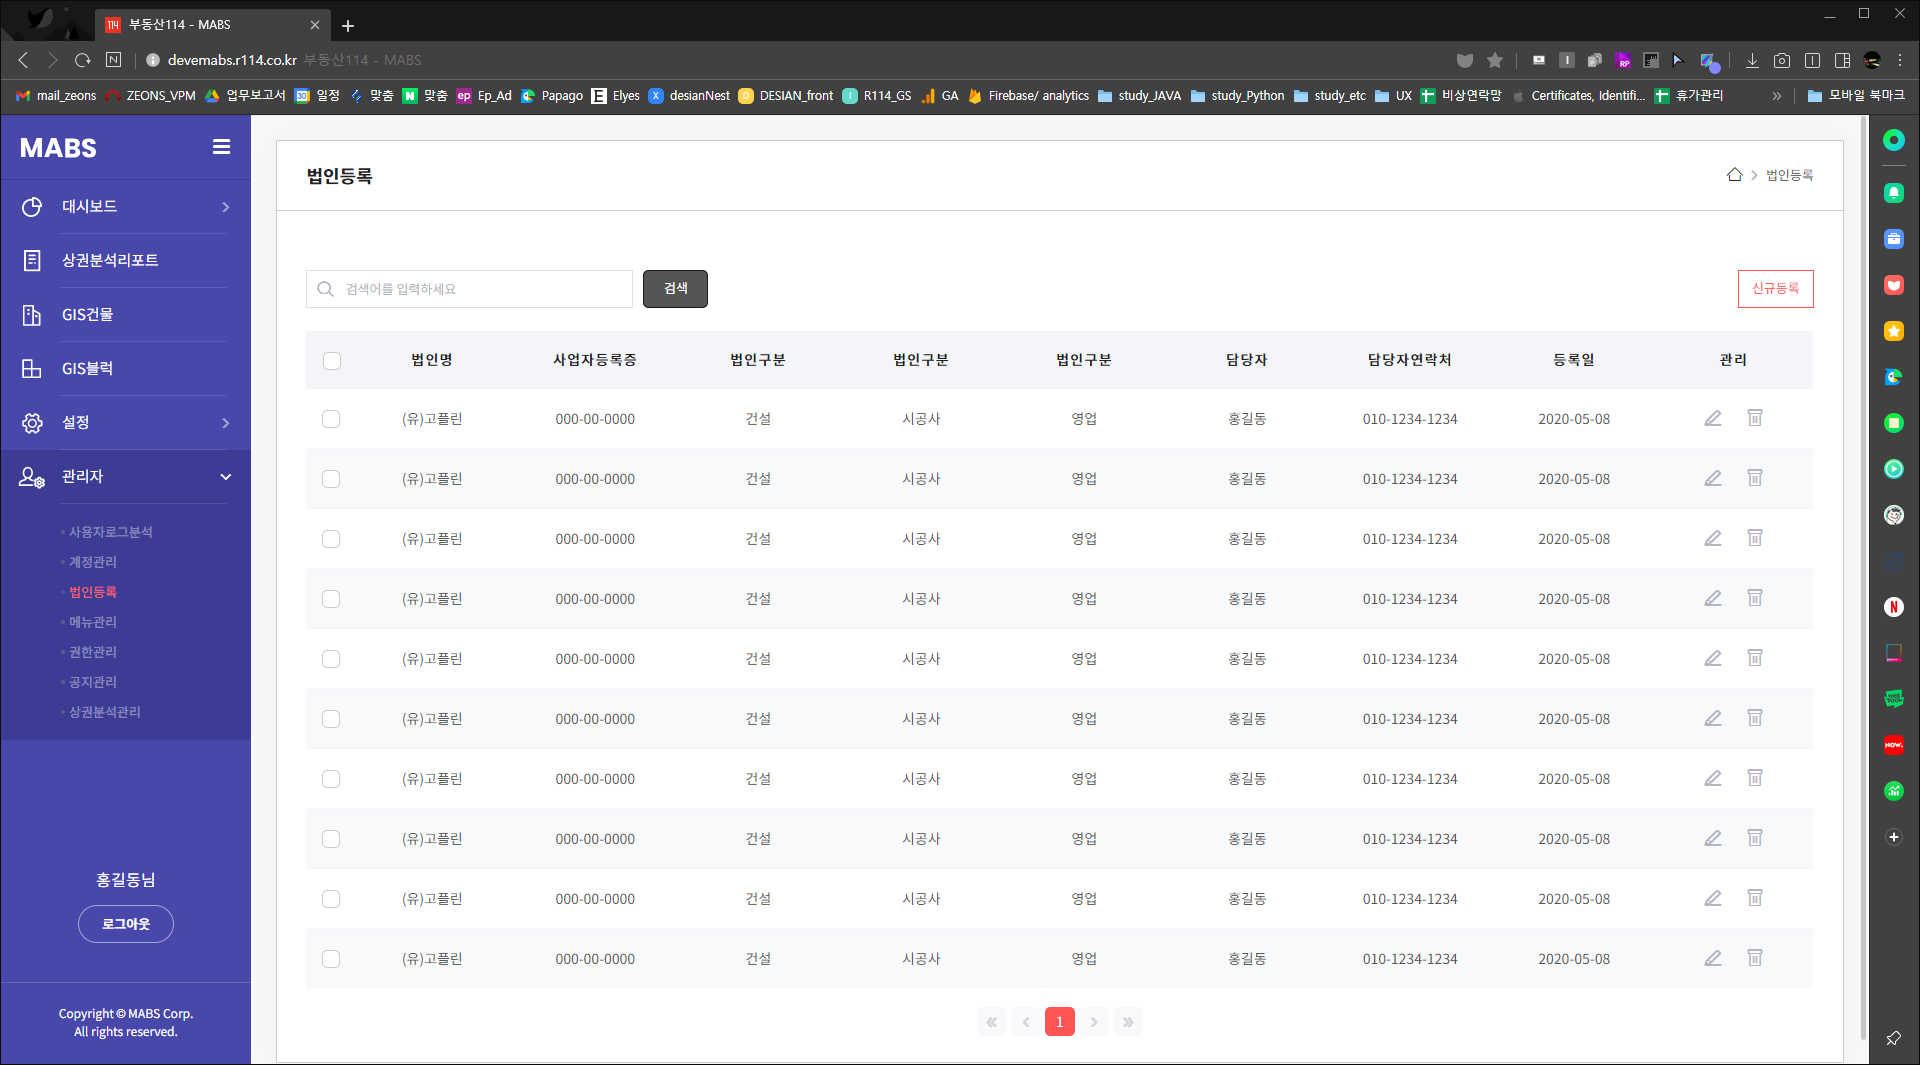 부동산114 - MABS
devemabs.r114.co.kr 부동산114 - MABS
mail_zeons ZEONS_VPM 업무보고서 30 일정 맞춤 N 맞춤 ep Ep_Ad Papago E Elyes X desianNest D DESIAN_front I R114_GS GA Firebase/ analytics study_JAVA study_Python study_etc UX 비상연락망 Certificates, Identifi... 휴가관리 » 모바일 북마크
MABS
대시보드
상권분석리포트
GIS건물
GIS블럭
설정
관리자
사용자로그분석
계정관리
법인등록
메뉴관리
권한관리
공지관리
상권분석관리
홍길동님
로그아웃
Copyright © MABS Corp.
All rights reserved.
법인등록
법인등록
검색어를 입력하세요 검색 신규등록
법인명 사업자등록증 법인구분 법인구분 법인구분 담당자 담당자연락처 등록일 관리
(유)고플린 000-00-0000 건설 시공사 영업 홍길동 010-1234-1234 2020-05-08
(유)고플린 000-00-0000 건설 시공사 영업 홍길동 010-1234-1234 2020-05-08
(유)고플린 000-00-0000 건설 시공사 영업 홍길동 010-1234-1234 2020-05-08
(유)고플린 000-00-0000 건설 시공사 영업 홍길동 010-1234-1234 2020-05-08
(유)고플린 000-00-0000 건설 시공사 영업 홍길동 010-1234-1234 2020-05-08
(유)고플린 000-00-0000 건설 시공사 영업 홍길동 010-1234-1234 2020-05-08
(유)고플린 000-00-0000 건설 시공사 영업 홍길동 010-1234-1234 2020-05-08
(유)고플린 000-00-0000 건설 시공사 영업 홍길동 010-1234-1234 2020-05-08
(유)고플린 000-00-0000 건설 시공사 영업 홍길동 010-1234-1234 2020-05-08
(유)고플린 000-00-0000 건설 시공사 영업 홍길동 010-1234-1234 2020-05-08
« ‹ 1 › »
N
NOW.